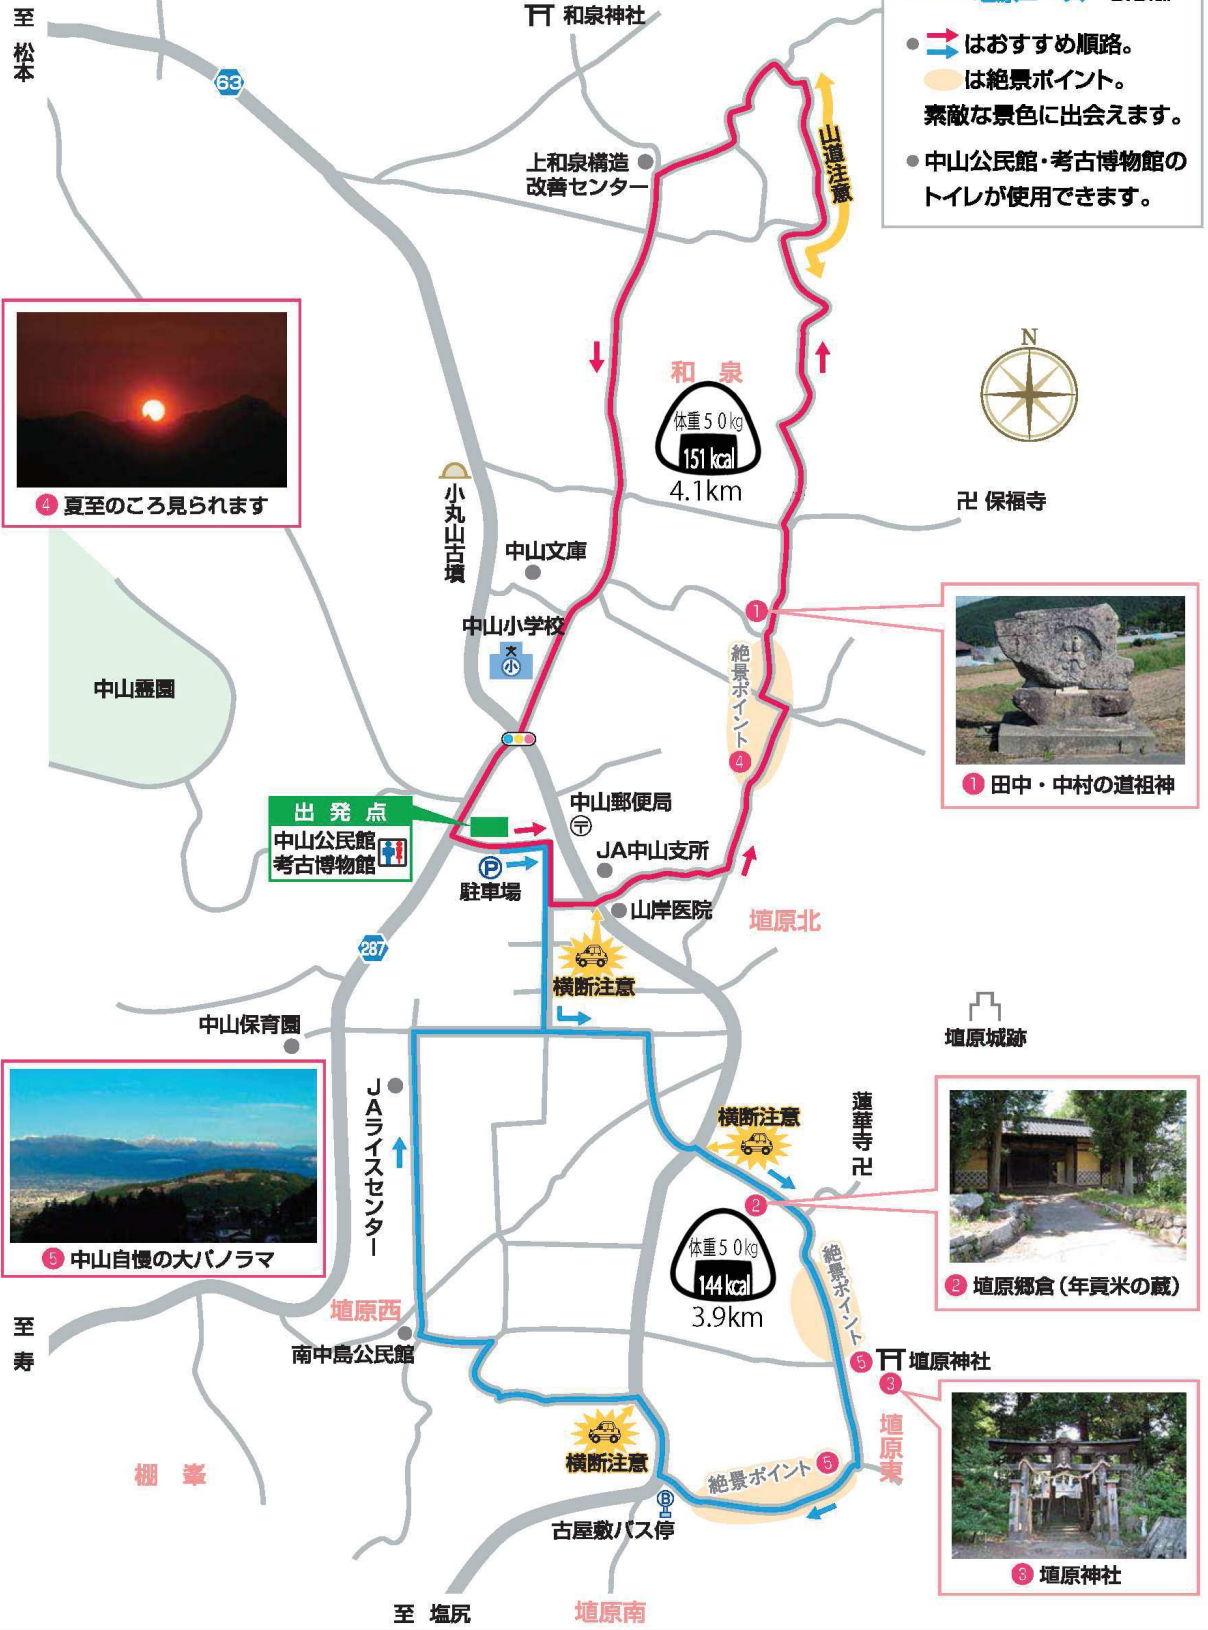 至 松本
63
和泉神社
はおすすめ順路。
は絶景ポイント。
素敵な景色に出会えます。
中山公民館・考古博物館の
トイレが使用できます。
上和泉構造
改善センター
山道注意
和泉
体重50kg
151 kcal
4.1km
N
4 夏至のころ見られます
小丸山古墳
中山文庫
卍 保福寺
中山小学校
文
小
1
絶景ポイント
4
1 田中・中村の道祖神
中山霊園
出発点
中山公民館
考古博物館
中山郵便局
〒
JA中山支所
P
駐車場
山岸医院
埴原北
287
横断注意
中山保育園
埴原城跡
JAライスセンター
横断注意
蓮華寺 卍
2
体重50kg
144 kcal
3.9km
絶景ポイント
5
2 埴原郷倉(年貢米の蔵)
5 中山自慢の大パノラマ
至 寿
埴原西
南中島公民館
埴原神社
3
埴原東
横断注意
絶景ポイント 5
棚峯
B
古屋敷バス停
3 埴原神社
至 塩尻
埴原南